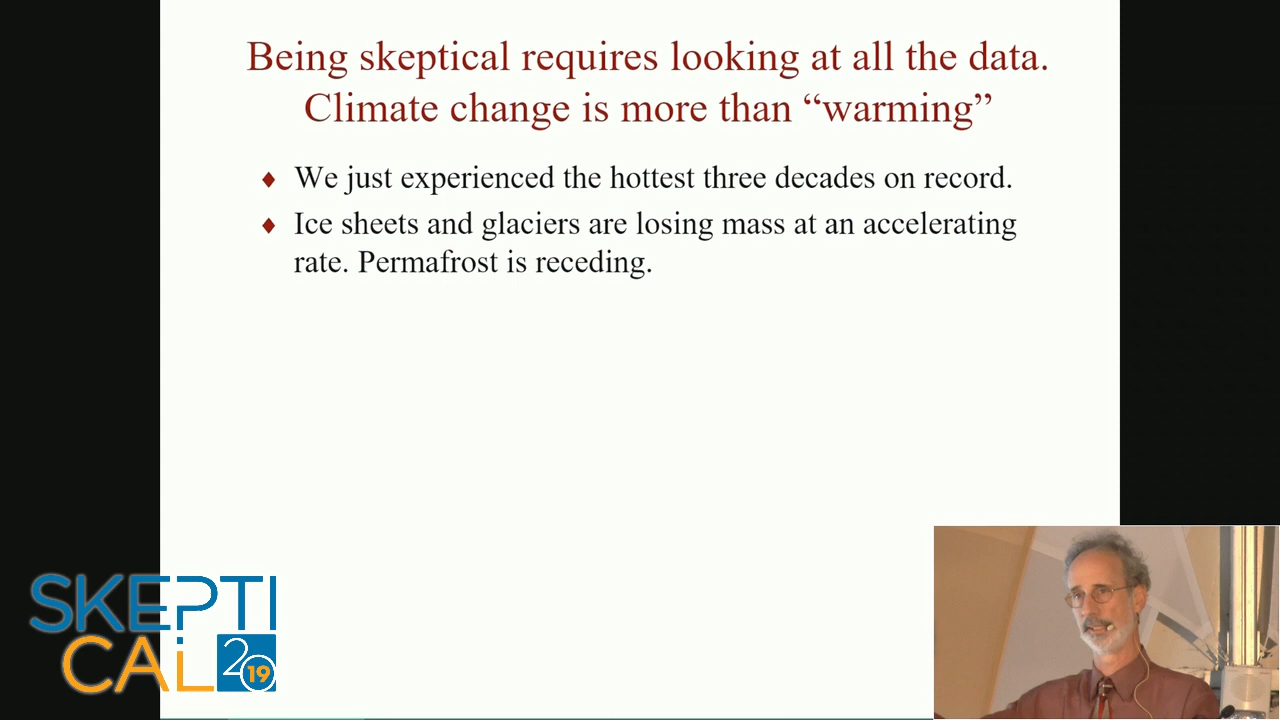 Being skeptical requires looking at all the data.
Climate change is more than “warming”
♦ We just experienced the hottest three decades on record.
♦ Ice sheets and glaciers are losing mass at an accelerating
rate. Permafrost is receding.
SKEPTI
CAL 2019